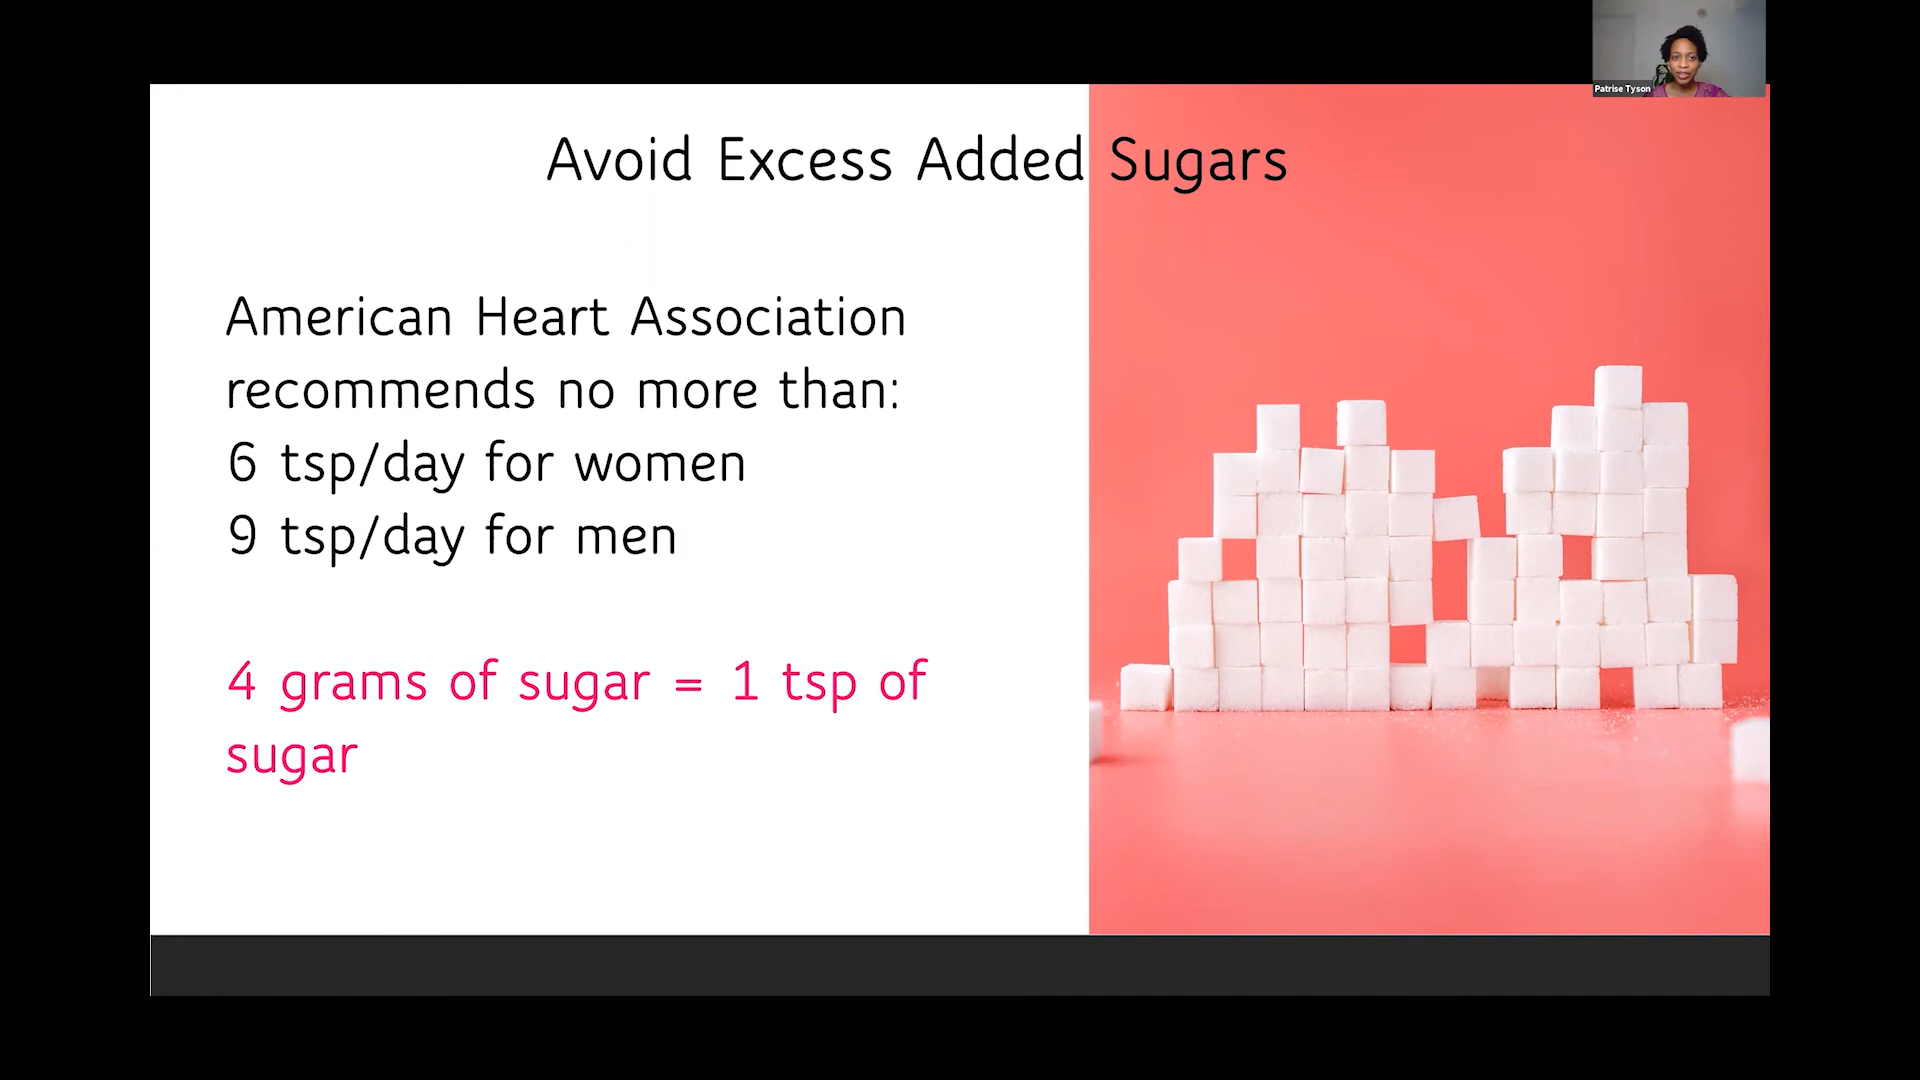 Patrise Tyson
Avoid Excess Added Sugars
American Heart Association
recommends no more than:
6 tsp/day for women
9 tsp/day for men
4 grams of sugar = 1 tsp of
sugar